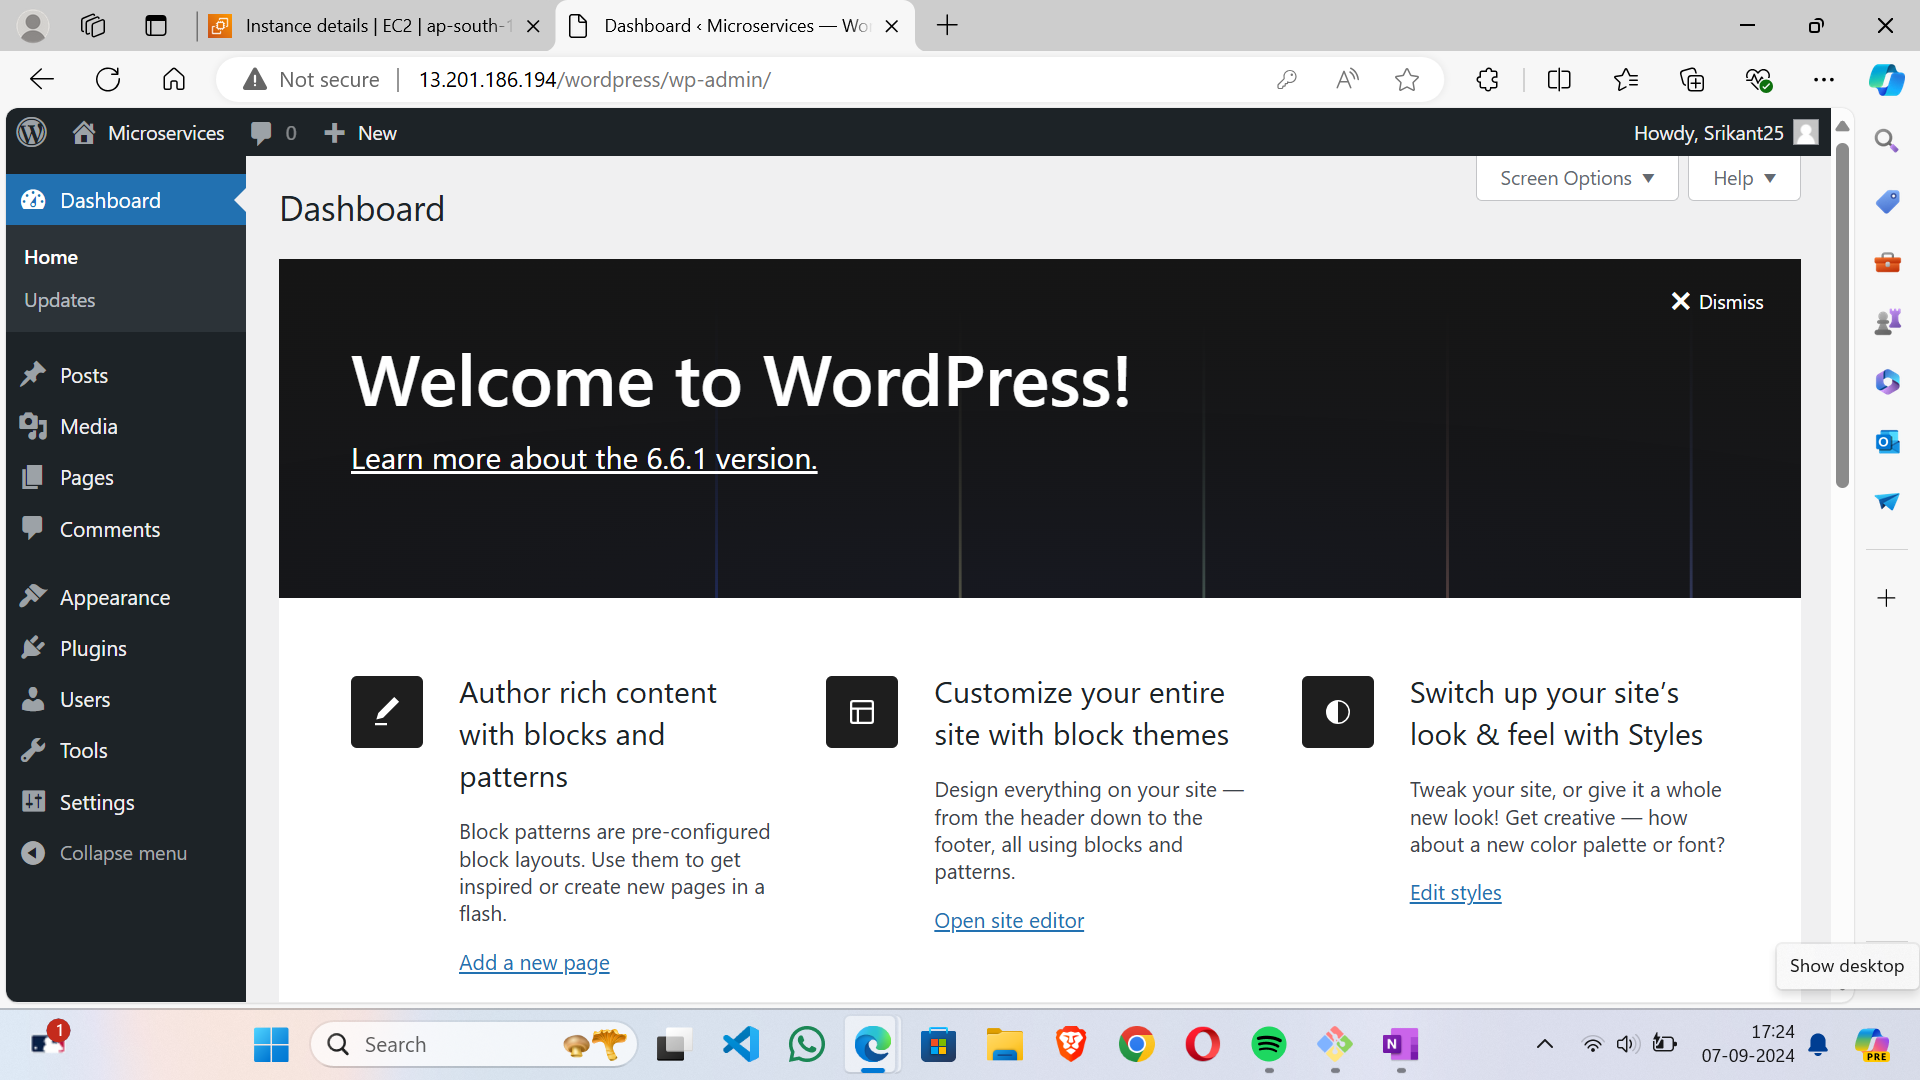 Instance details | EC2 | ap-south-1
Dashboard ‹ Microservices — Wo
Not secure
13.201.186.194/wordpress/wp-admin/
Microservices
0
New
Howdy, Srikant25
Screen Options
Help
Dashboard
Home
Updates
Posts
Media
Pages
Comments
Appearance
Plugins
Users
Tools
Settings
Collapse menu
Dashboard
Dismiss
Welcome to WordPress!
Learn more about the 6.6.1 version.
Author rich content
with blocks and
patterns
Block patterns are pre-configured
block layouts. Use them to get
inspired or create new pages in a
flash.
Add a new page
Customize your entire
site with block themes
Design everything on your site —
from the header down to the
footer, all using blocks and
patterns.
Open site editor
Switch up your site’s
look & feel with Styles
Tweak your site, or give it a whole
new look! Get creative — how
about a new color palette or font?
Edit styles
Show desktop
1
Search
17:24
07-09-2024
PRE